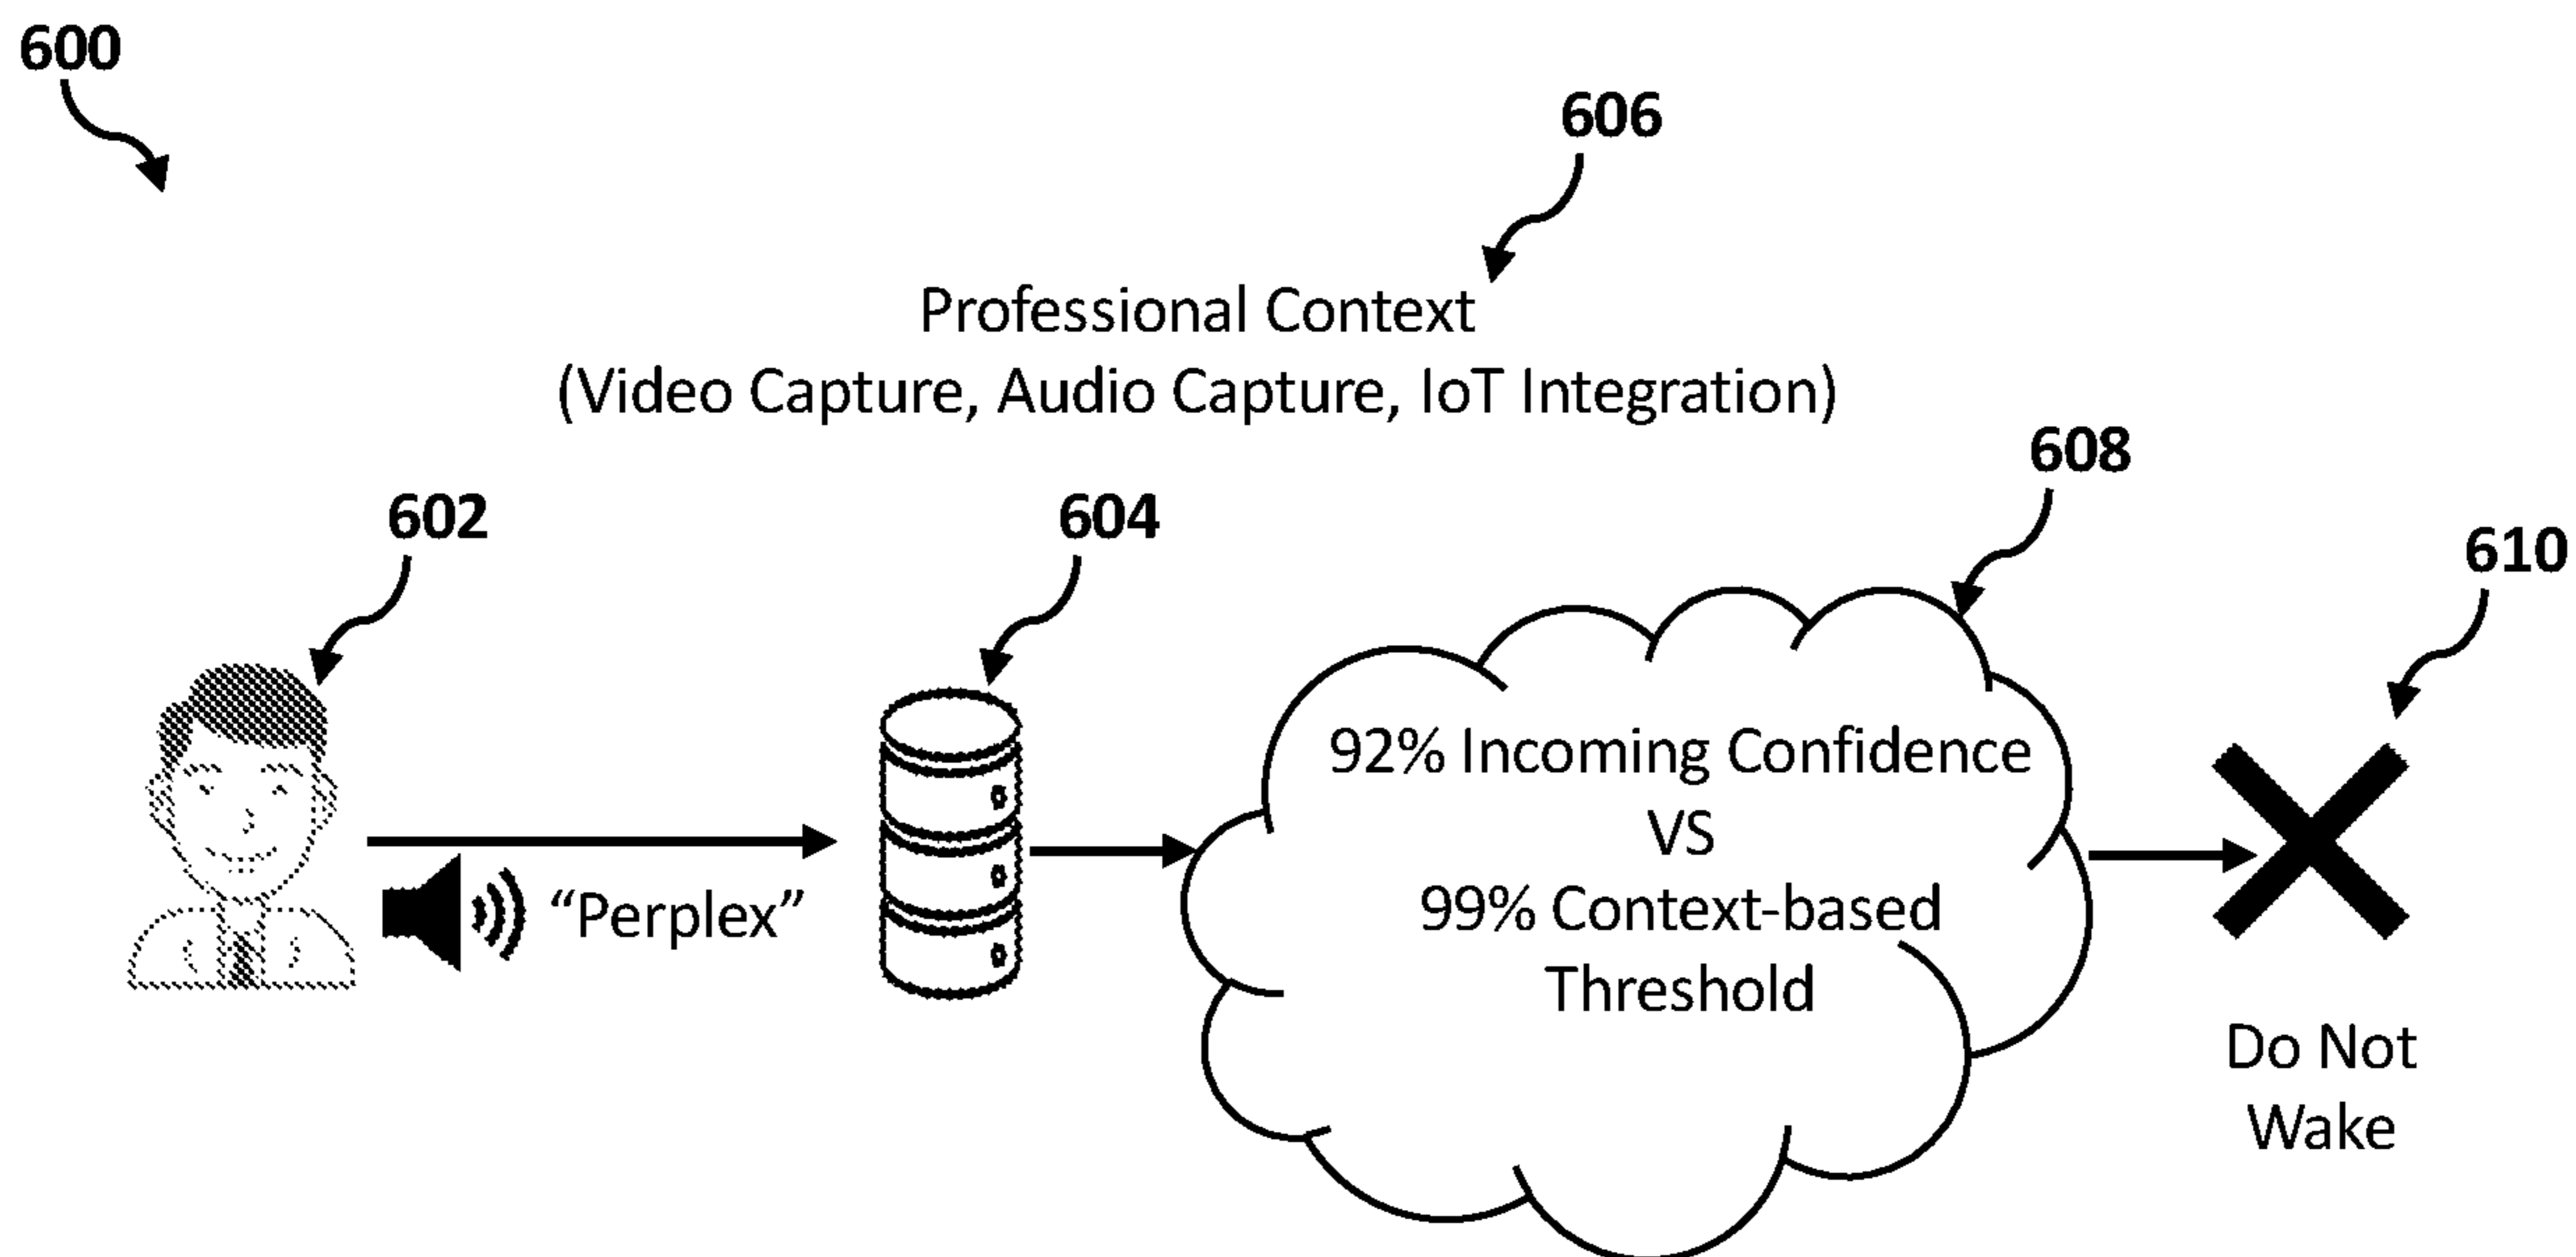 600
606
Professional Context
(Video Capture, Audio Capture, IoT Integration)
608
602
604
610
92% Incoming Confidence
VS
“Perplex”
99% Context-based
Threshold
Do Not
Wake